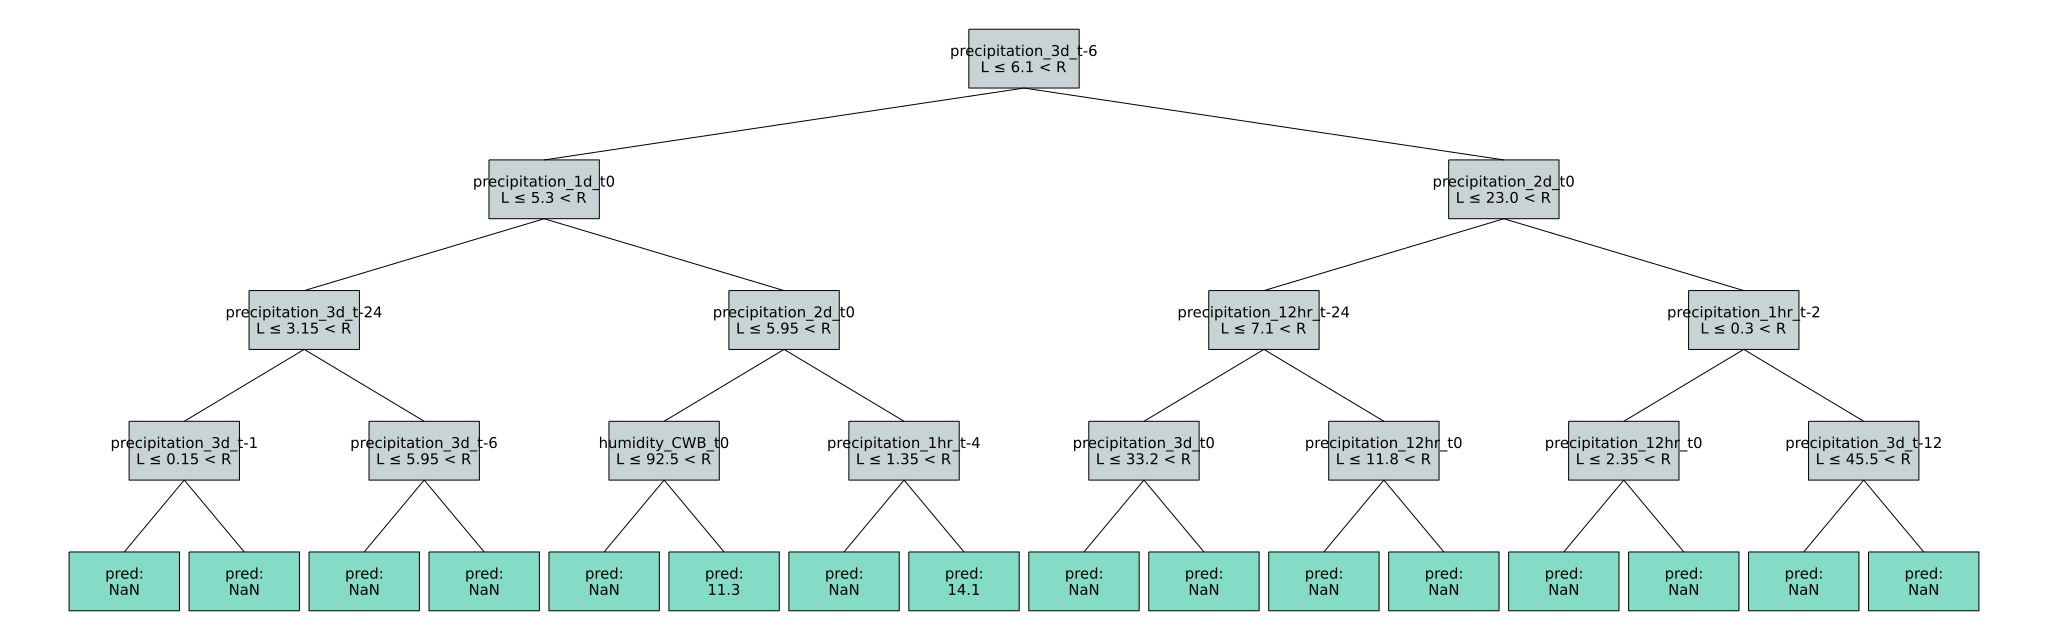 precipitation_3d_t-6
L ≤ 6.1 < R
precipitation_1d_t0
L ≤ 5.3 < R
precipitation_2d_t0
L ≤ 23.0 < R
precipitation_3d_t-24
L ≤ 3.15 < R
precipitation_2d_t0
L ≤ 5.95 < R
precipitation_12hr_t-24
L ≤ 7.1 < R
precipitation_1hr_t-2
L ≤ 0.3 < R
precipitation_3d_t-1
L ≤ 0.15 < R
precipitation_3d_t-6
L ≤ 5.95 < R
humidity_CWB_t0
L ≤ 92.5 < R
precipitation_1hr_t-4
L ≤ 1.35 < R
precipitation_3d_t0
L ≤ 33.2 < R
precipitation_12hr_t0
L ≤ 11.8 < R
precipitation_12hr_t0
L ≤ 2.35 < R
precipitation_3d_t-12
L ≤ 45.5 < R
pred:
NaN
pred:
NaN
pred:
NaN
pred:
NaN
pred:
NaN
pred:
11.3
pred:
NaN
pred:
14.1
pred:
NaN
pred:
NaN
pred:
NaN
pred:
NaN
pred:
NaN
pred:
NaN
pred:
NaN
pred:
NaN